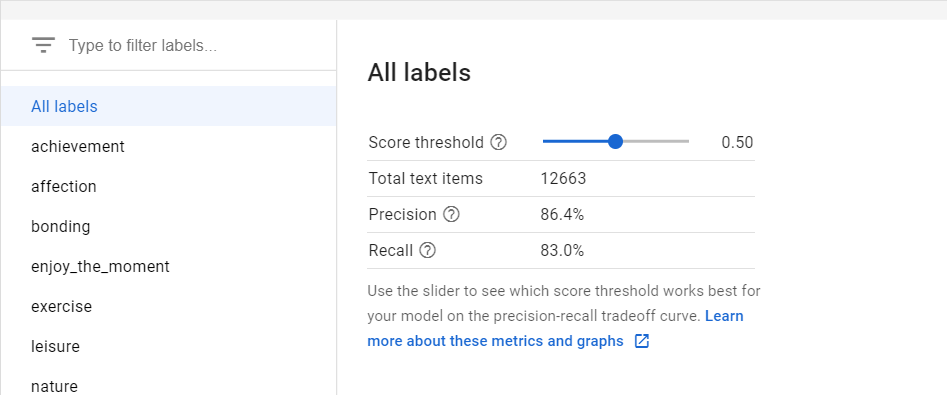 Type to filter labels...
All labels
achievement
affection
bonding
enjoy_the_moment
exercise
leisure
nature
All labels
Score threshold ? 0.50
Total text items 12663
Precision ? 86.4%
Recall ? 83.0%
Use the slider to see which score threshold works best for
your model on the precision-recall tradeoff curve. Learn
more about these metrics and graphs